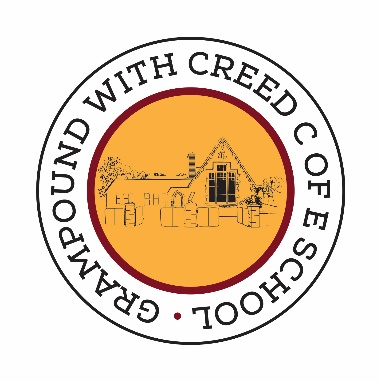 GRAMPOUND WITH CREED C OF E SCHOOL •